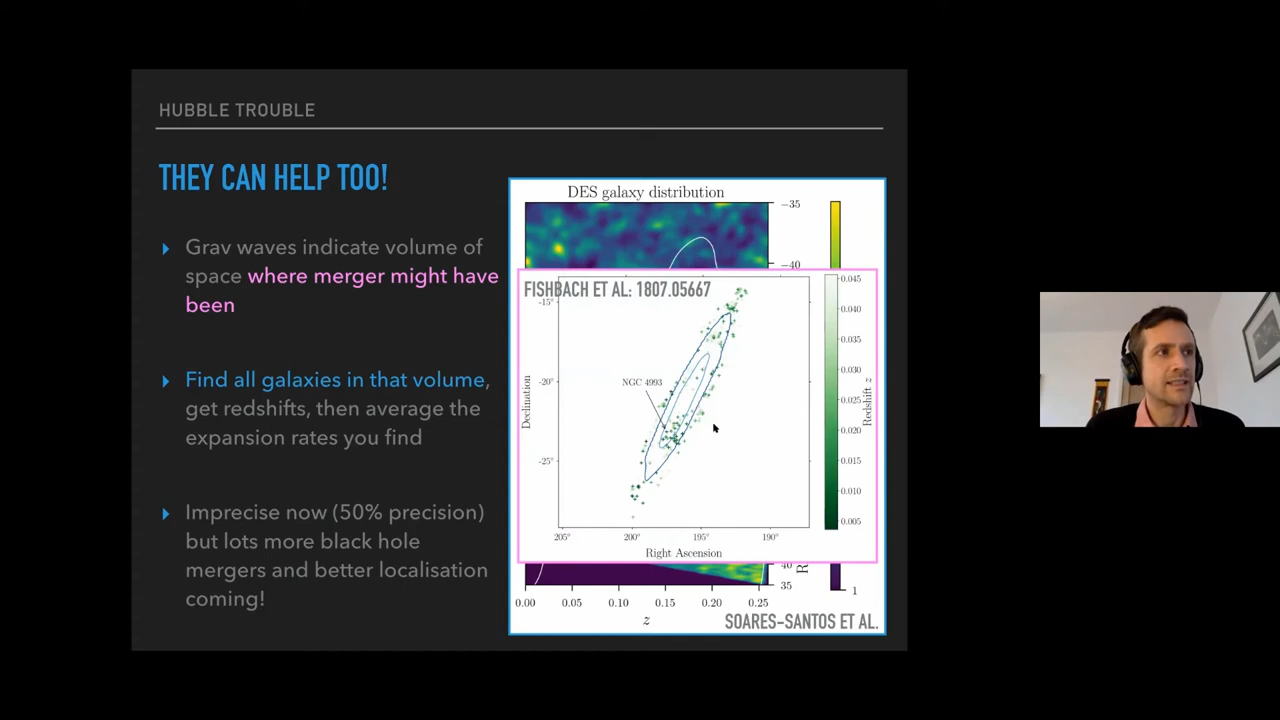 HUBBLE TROUBLE
THEY CAN HELP TOO!
Grav waves indicate volume of
space where merger might have
been
Find all galaxies in that volume,
get redshifts, then average the
expansion rates you find
Imprecise now (50% precision)
but lots more black hole
mergers and better localisation
coming!
DES galaxy distribution
−35
−40
FISHBACH ET AL: 1807.05667
-15°
-20°
-25°
Declination
NGC 4993
205° 200° 195° 190°
Right Ascension
0.045
0.040
0.035
0.030
0.025
0.020
0.015
0.010
0.005
Redshift z
40
35
R
1
0.00 0.05 0.10 0.15 0.20 0.25
z
SOARES-SANTOS ET AL.